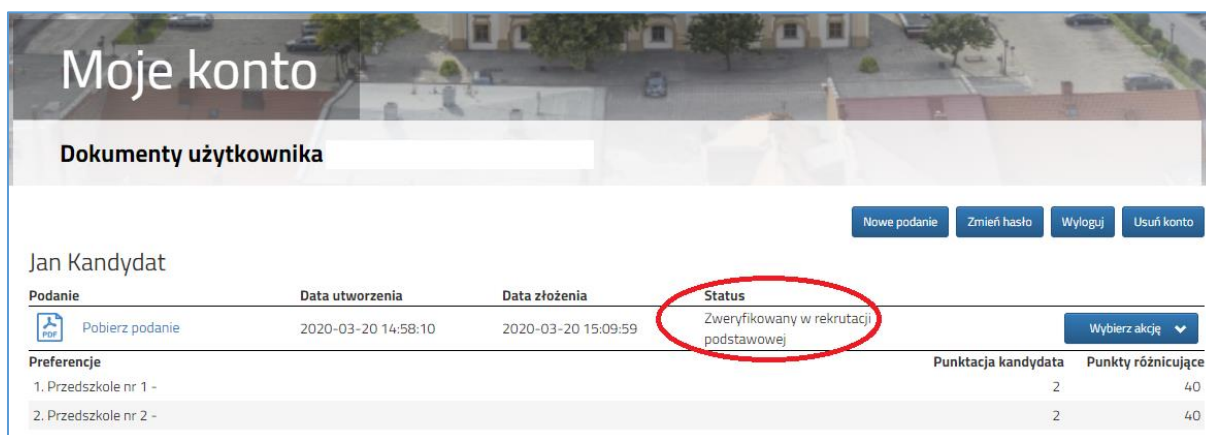 Moje konto
Dokumenty użytkownika
Nowe podanie Zmień hasło Wyloguj Usuń konto
Jan Kandydat
Podanie Data utworzenia Data złożenia Status
PDF Pobierz podanie 2020-03-20 14:58:10 2020-03-20 15:09:59 Zweryfikowany w rekrutacji
podstawowej
Wybierz akcję
Preferencje Punktacja kandydata Punkty różnicujące
1. Przedszkole nr 1 - 2 40
2. Przedszkole nr 2 - 2 40